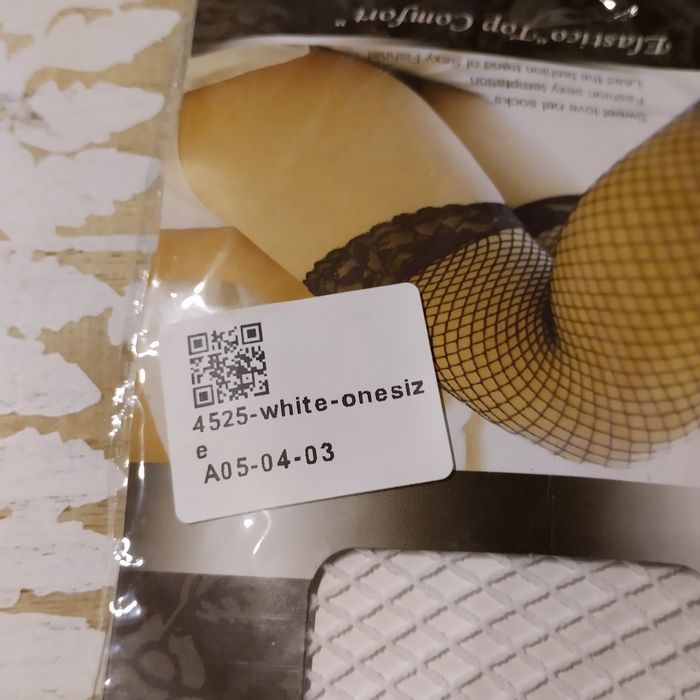 Elastico "Top Comfort"
Lead the fashion trend of Sexy Fishnet
Fashion sexy temptation
Sweet love net socks
4525-white-onesiz
e
A05-04-03